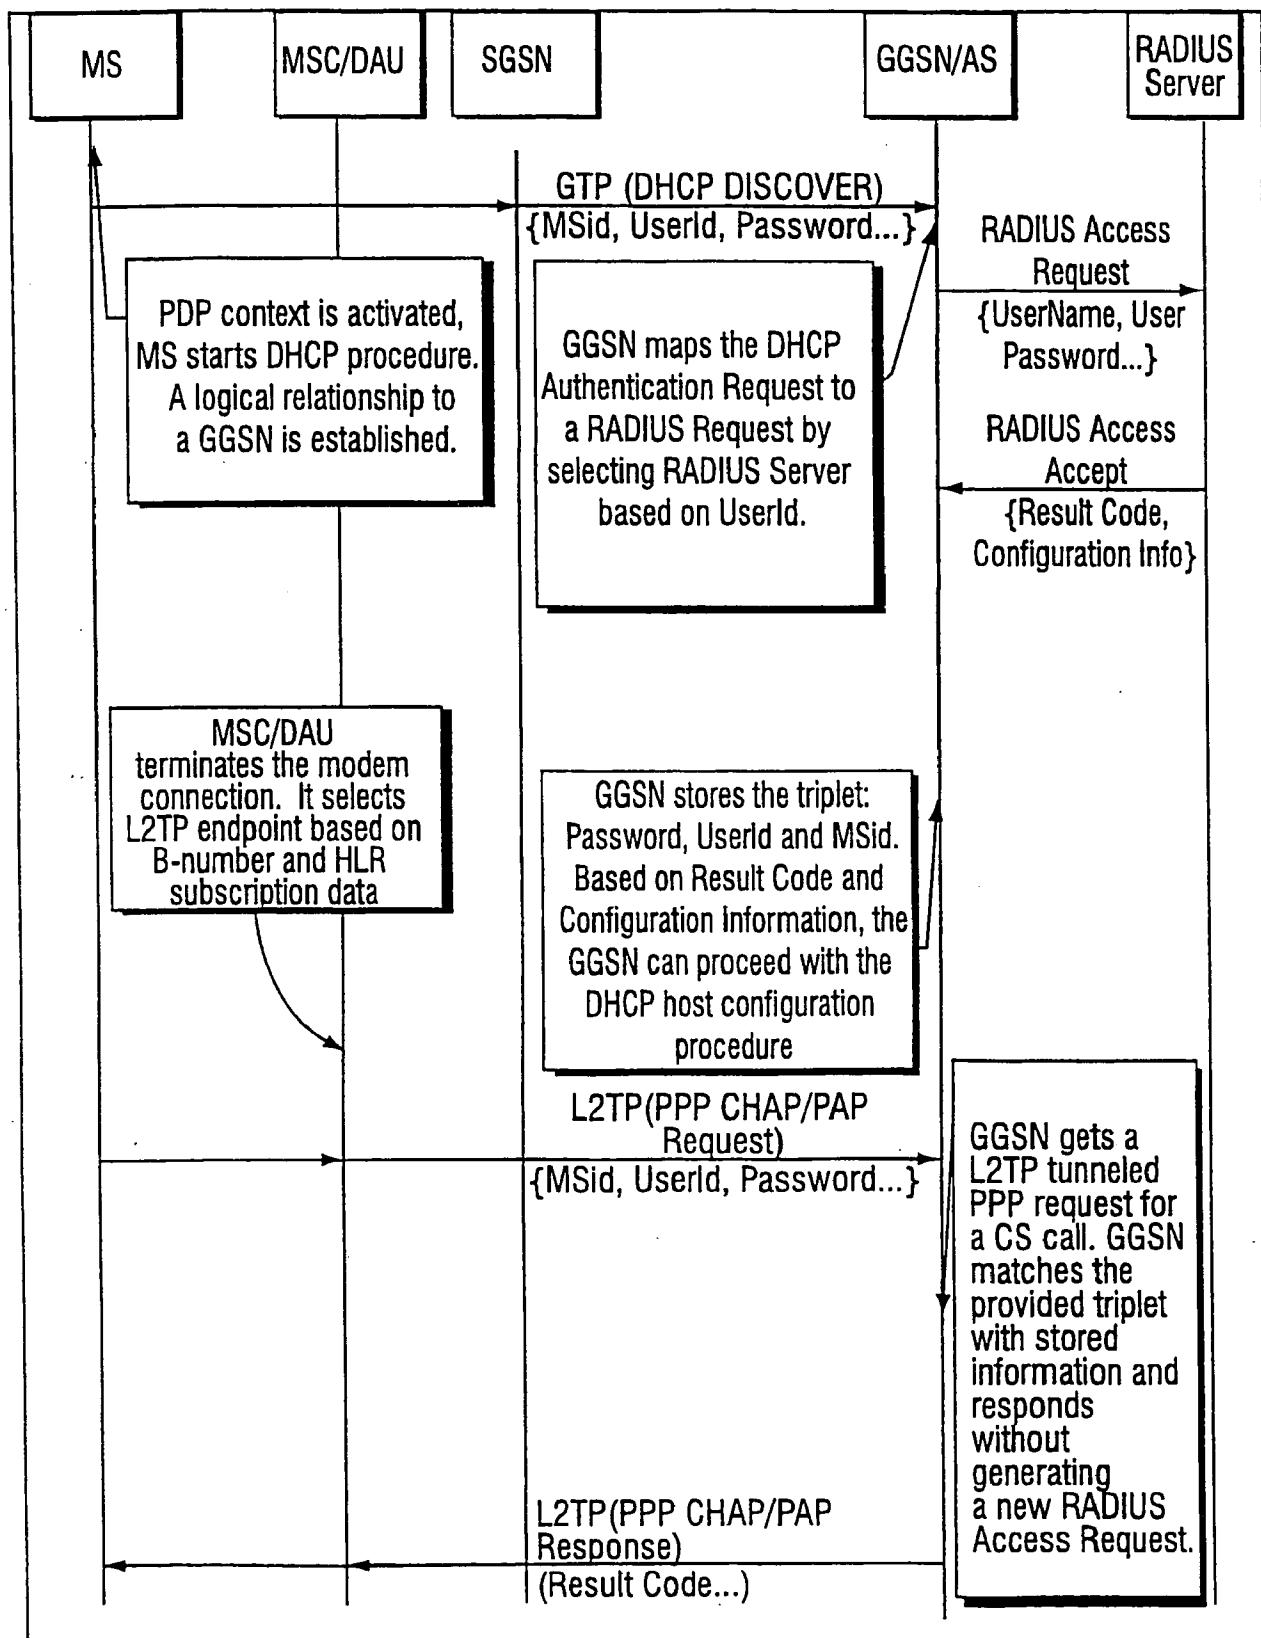 MS
MSC/DAU
SGSN
GGSN/AS
RADIUS
Server
GTP (DHCP DISCOVER)
{MSid, UserId, Password...}
RADIUS Access
Request
{UserName, User
Password...}
PDP context is activated,
MS starts DHCP procedure.
A logical relationship to
a GGSN is established.
GGSN maps the DHCP
Authentication Request to
a RADIUS Request by
selecting RADIUS Server
based on UserId.
RADIUS Access
Accept
{Result Code,
Configuration Info}
MSC/DAU
terminates the modem
connection. It selects
L2TP endpoint based on
B-number and HLR
subscription data
GGSN stores the triplet:
Password, UserId and MSid.
Based on Result Code and
Configuration Information, the
GGSN can proceed with the
DHCP host configuration
procedure
L2TP(PPP CHAP/PAP
Request)
{MSid, UserId, Password...}
GGSN gets a
L2TP tunneled
PPP request for
a CS call. GGSN
matches the
provided triplet
with stored
information and
responds
without
generating
a new RADIUS
Access Request.
L2TP(PPP CHAP/PAP
Response)
(Result Code...)